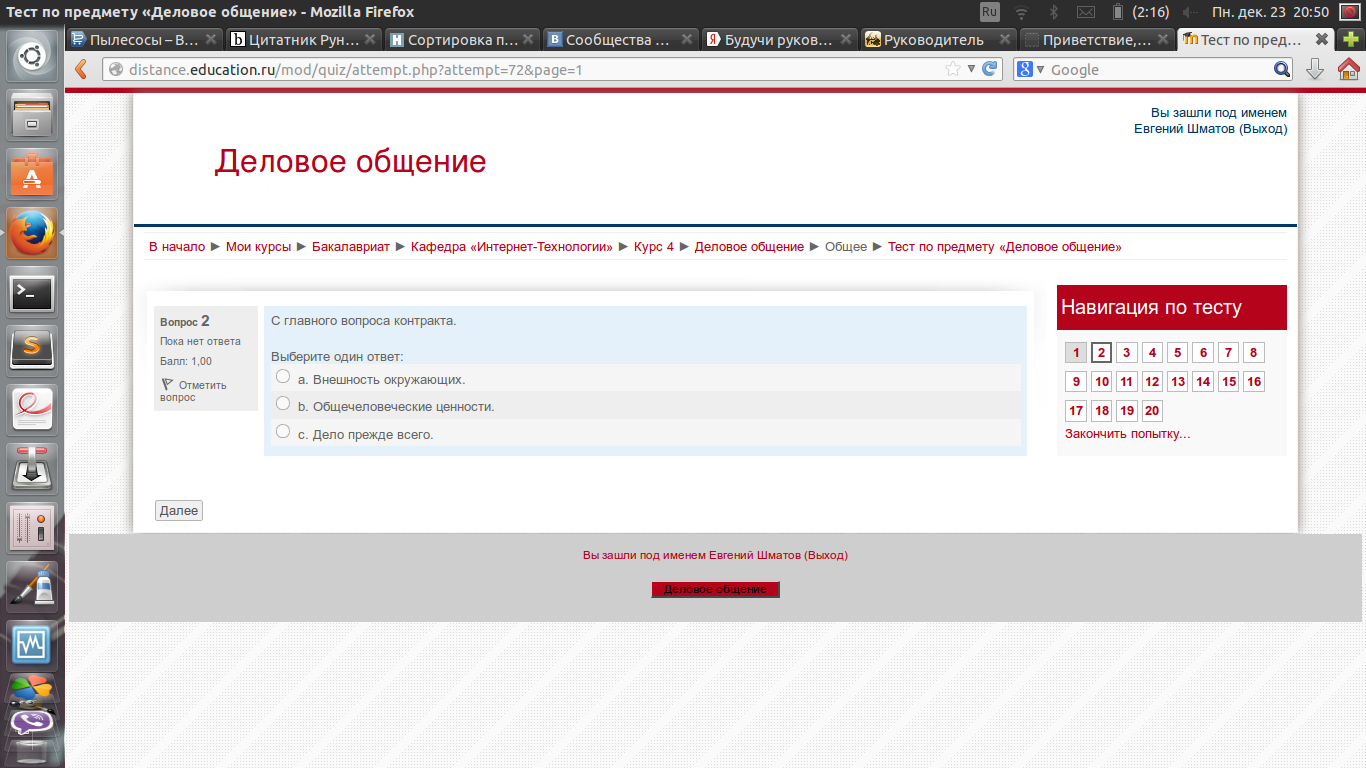 Тест по предмету «Деловое общение» - Mozilla Firefox
Ru
(2:16)
Пн. дек. 23 20:50
Пылесосы – В...
Цитатник Рун...
Сортировка п...
Сообщества ...
Будучи руков...
Руководитель
Приветствие,...
Тест по пред...
distance.education.ru/mod/quiz/attempt.php?attempt=72&page=1
Google
Вы зашли под именем
Евгений Шматов (Выход)
Деловое общение
В начало ► Мои курсы ► Бакалавриат ► Кафедра «Интернет-Технологии» ► Курс 4 ► Деловое общение ► Общее ► Тест по предмету «Деловое общение»
Вопрос 2
Пока нет ответа
Балл: 1,00
Отметить
вопрос
С главного вопроса контракта.
Выберите один ответ:
a. Внешность окружающих.
b. Общечеловеческие ценности.
c. Дело прежде всего.
Навигация по тесту
1 2 3 4 5 6 7 8
9 10 11 12 13 14 15 16
17 18 19 20
Закончить попытку...
Далее
Вы зашли под именем Евгений Шматов (Выход)
Деловое общение